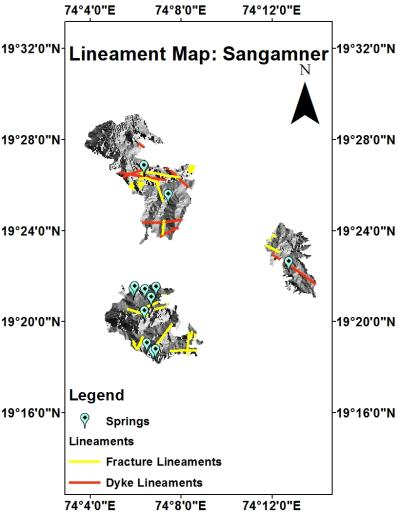 74°4'0"E 74°8'0"E 74°12'0"E
Lineament Map: Sangamner
N
19°32'0"N 19°32'0"N
19°28'0"N 19°28'0"N
19°24'0"N 19°24'0"N
19°20'0"N 19°20'0"N
19°16'0"N 19°16'0"N
Legend
Springs
Lineaments
Fracture Lineaments
Dyke Lineaments
74°4'0"E 74°8'0"E 74°12'0"E